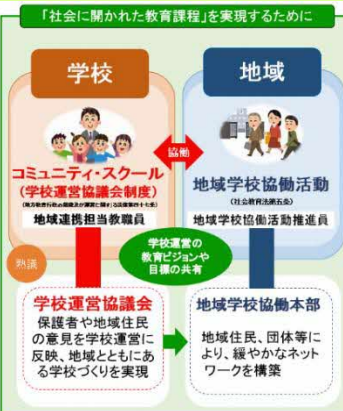 「社会に開かれた教育課程」を実現するために
学校
地域
協働
コミュニティ・スクール
(学校運営協議会制度)
地域連携担当教職員
地域学校協働活動
(社会教育法第五条)
地域学校協働活動推進員
学校運営の
教育ビジョンや
目標の共有
熟議
学校運営協議会
保護者や地域住民
の意見を学校運営に
反映、地域とともにあ
る学校づくりを実現
地域学校協働本部
地域住民、団体等に
より、緩やかなネット
ワークを構築